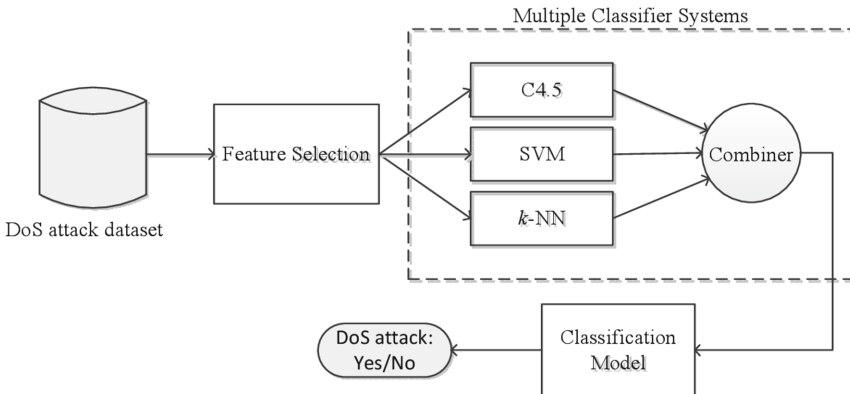 Multiple Classifier Systems
C4.5
Feature Selection
SVM
Combiner
k-NN
DoS attack dataset
DoS attack:
Yes/No
Classification
Model